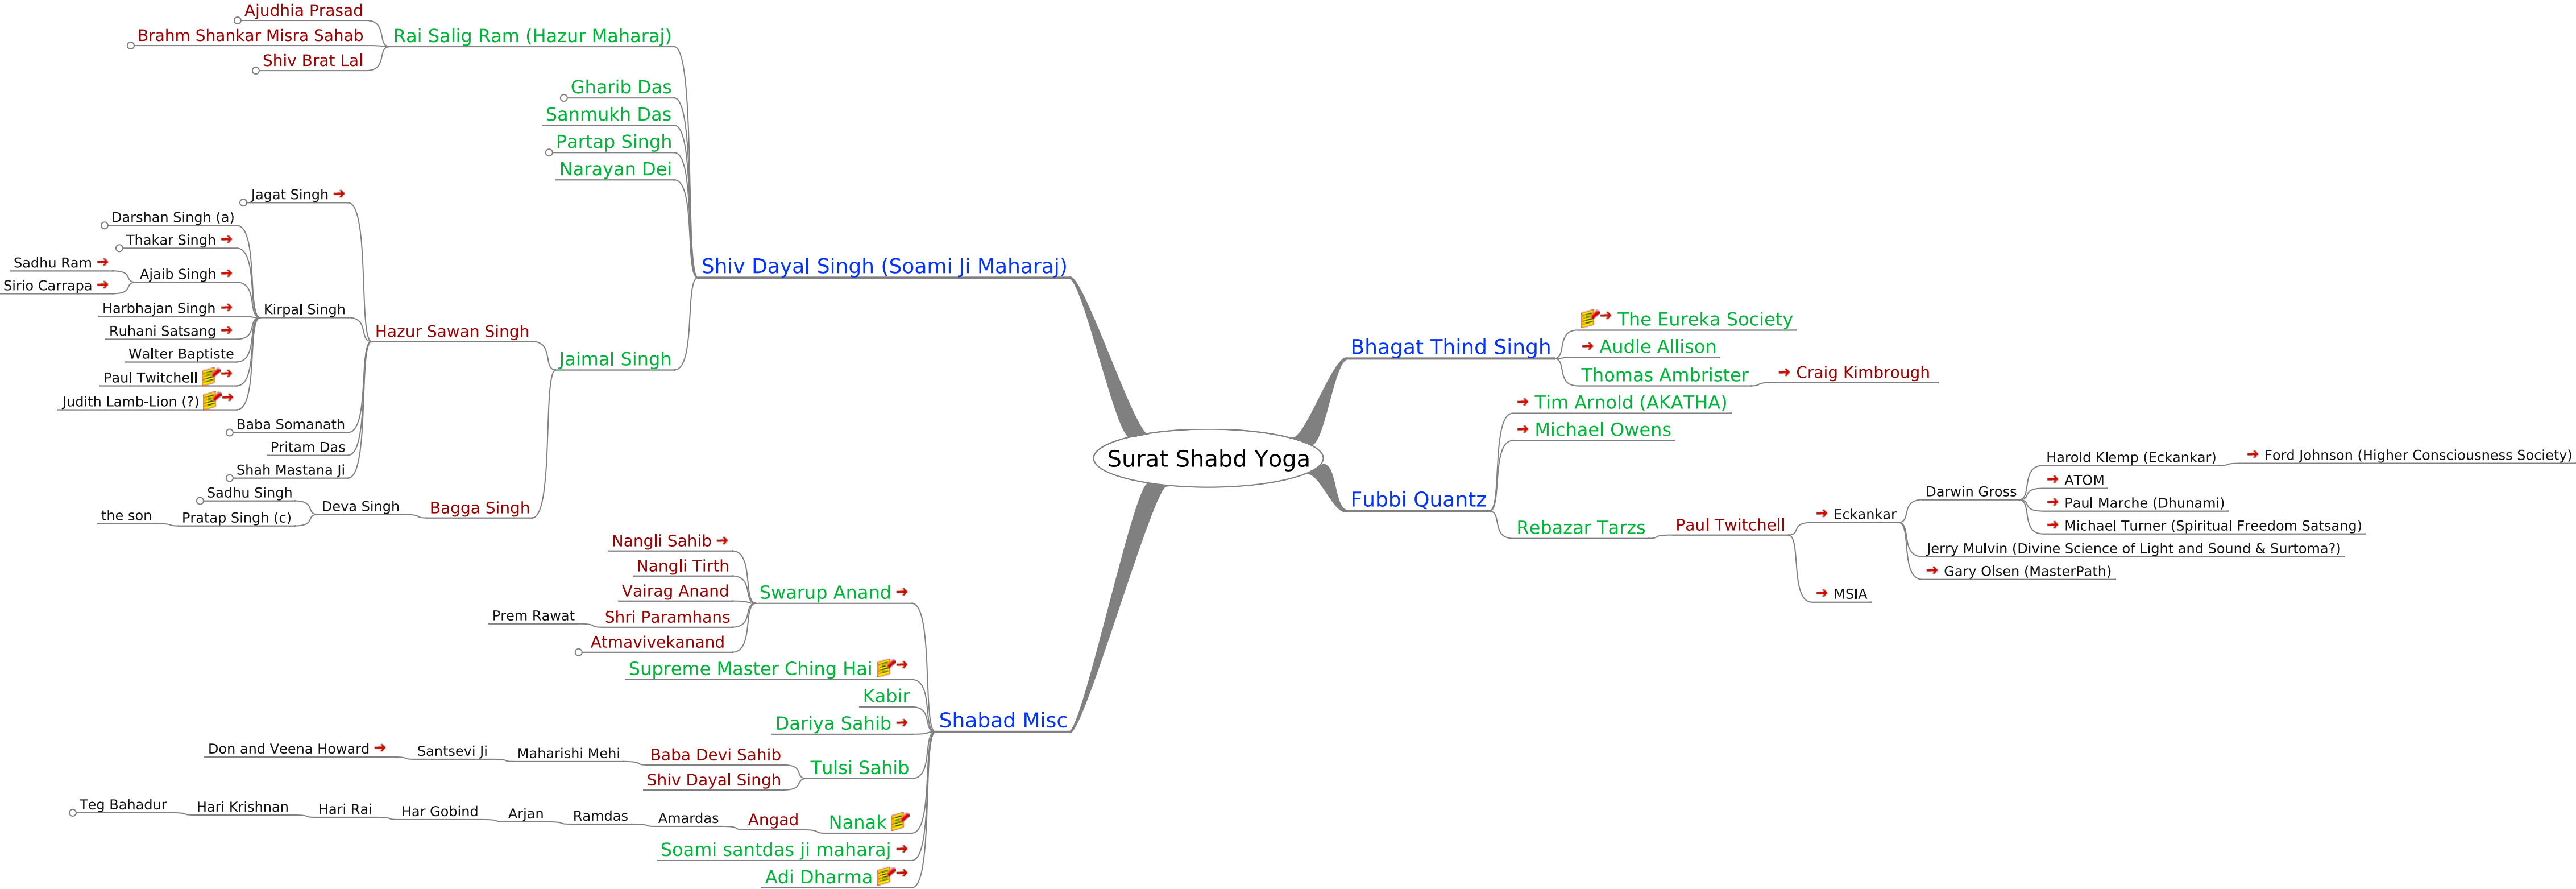 Ajudhia Prasad
Brahm Shankar Misra Sahab
Shiv Brat Lal
Rai Salig Ram (Hazur Maharaj)
Gharib Das
Sanmukh Das
Partap Singh
Narayan Dei
Jagat Singh
Darshan Singh (a)
Thakar Singh
Sadhu Ram
Sirio Carrapa
Ajaib Singh
Harbhajan Singh
Ruhani Satsang
Walter Baptiste
Paul Twitchell
Judith Lamb-Lion (?)
Kirpal Singh
Baba Somanath
Pritam Das
Shah Mastana Ji
Hazur Sawan Singh
Sadhu Singh
the son
Pratap Singh (c)
Deva Singh
Bagga Singh
Jaimal Singh
Shiv Dayal Singh (Soami Ji Maharaj)
Nangli Sahib
Nangli Tirth
Vairag Anand
Prem Rawat
Shri Paramhans
Atmavivekanand
Swarup Anand
Supreme Master Ching Hai
Kabir
Dariya Sahib
Don and Veena Howard
Santsevi Ji
Maharishi Mehi
Baba Devi Sahib
Shiv Dayal Singh
Tulsi Sahib
Teg Bahadur
Hari Krishnan
Hari Rai
Har Gobind
Arjan
Ramdas
Amardas
Angad
Nanak
Soami santdas ji maharaj
Adi Dharma
Shabad Misc
Surat Shabd Yoga
Bhagat Thind Singh
The Eureka Society
Audle Allison
Thomas Ambrister
Craig Kimbrough
Fubbi Quantz
Tim Arnold (AKATHA)
Michael Owens
Rebazar Tarzs
Paul Twitchell
Eckankar
Darwin Gross
Harold Klemp (Eckankar)
Ford Johnson (Higher Consciousness Society)
ATOM
Paul Marche (Dhunami)
Michael Turner (Spiritual Freedom Satsang)
Jerry Mulvin (Divine Science of Light and Sound & Surtoma?)
Gary Olsen (MasterPath)
MSIA